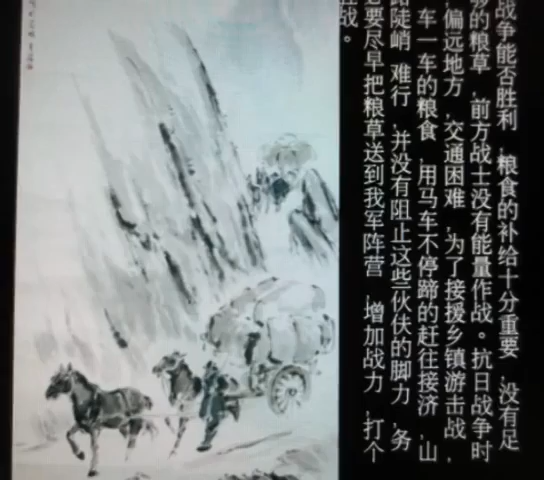 战争能否胜利，粮食的补给十分重要，没有足
够的粮草，前方战士没有能量作战。抗日战争时
偏远地方，交通困难，为了接援乡镇游击战，
车一车的粮食，用马车不停蹄的赶往接济，山
路陡峭，难行，并没有阻止这些伙伕的脚力，务
必要尽早把粮草送到我军阵营，增加战力，打个
胜战。